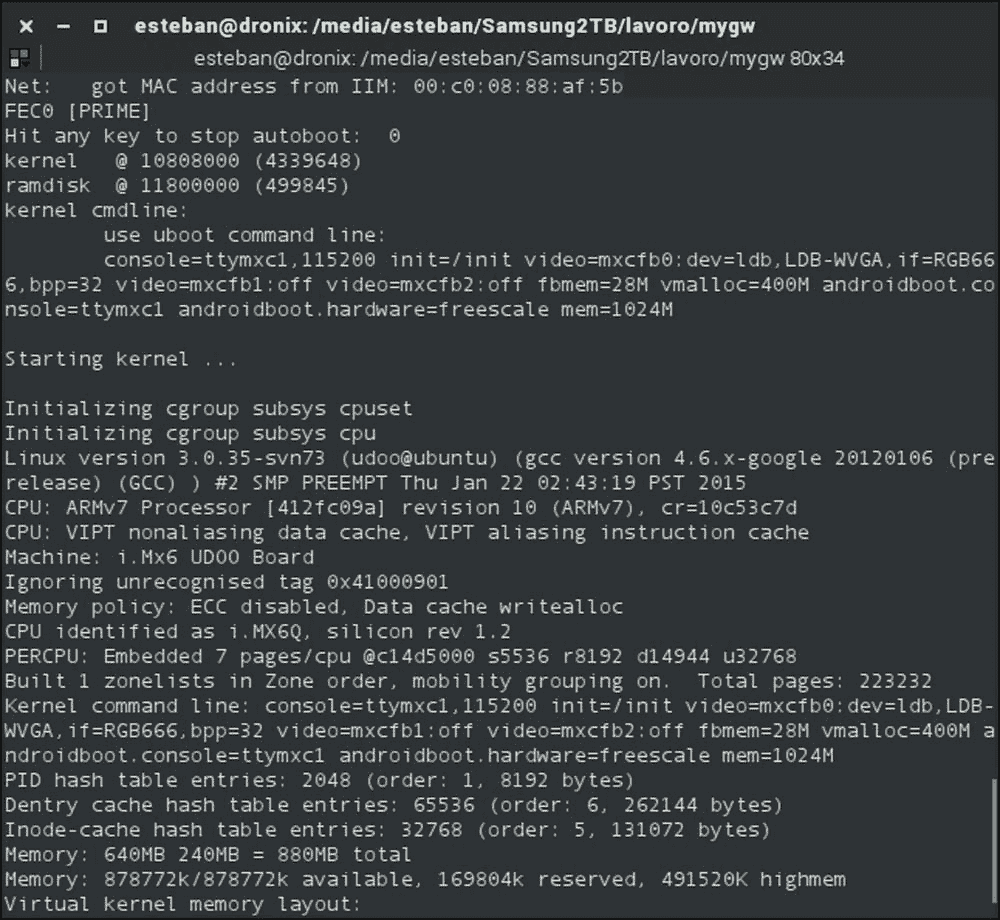 esteban@dronix: /media/esteban/Samsung2TB/lavoro/mygw
esteban@dronix: /media/esteban/Samsung2TB/lavoro/mygw 80x34
Net:   got MAC address from IIM: 00:c0:08:88:af:5b
FEC0 [PRIME]
Hit any key to stop autoboot:  0
kernel   @ 10808000 (4339648)
ramdisk  @ 11800000 (499845)
kernel cmdline:
        use uboot command line:
        console=ttymxc1,115200 init=/init video=mxcfb0:dev=ldb,LDB-WVGA,if=RGB66
6,bpp=32 video=mxcfb1:off video=mxcfb2:off fbmem=28M vmalloc=400M androidboot.co
nsole=ttymxc1 androidboot.hardware=freescale mem=1024M
Starting kernel ...
Initializing cgroup subsys cpuset
Initializing cgroup subsys cpu
Linux version 3.0.35-svn73 (udoo@ubuntu) (gcc version 4.6.x-google 20120106 (pre
release) (GCC) ) #2 SMP PREEMPT Thu Jan 22 02:43:19 PST 2015
CPU: ARMv7 Processor [412fc09a] revision 10 (ARMv7), cr=10c53c7d
CPU: VIPT nonaliasing data cache, VIPT aliasing instruction cache
Machine: i.Mx6 UDOO Board
Ignoring unrecognised tag 0x41000901
Memory policy: ECC disabled, Data cache writealloc
CPU identified as i.MX6Q, silicon rev 1.2
PERCPU: Embedded 7 pages/cpu @c14d5000 s5536 r8192 d14944 u32768
Built 1 zonelists in Zone order, mobility grouping on.  Total pages: 223232
Kernel command line: console=ttymxc1,115200 init=/init video=mxcfb0:dev=ldb,LDB-
WVGA,if=RGB666,bpp=32 video=mxcfb1:off video=mxcfb2:off fbmem=28M vmalloc=400M a
ndroidboot.console=ttymxc1 androidboot.hardware=freescale mem=1024M
PID hash table entries: 2048 (order: 1, 8192 bytes)
Dentry cache hash table entries: 65536 (order: 6, 262144 bytes)
Inode-cache hash table entries: 32768 (order: 5, 131072 bytes)
Memory: 640MB 240MB = 880MB total
Memory: 878772k/878772k available, 169804k reserved, 491520K highmem
Virtual kernel memory layout: